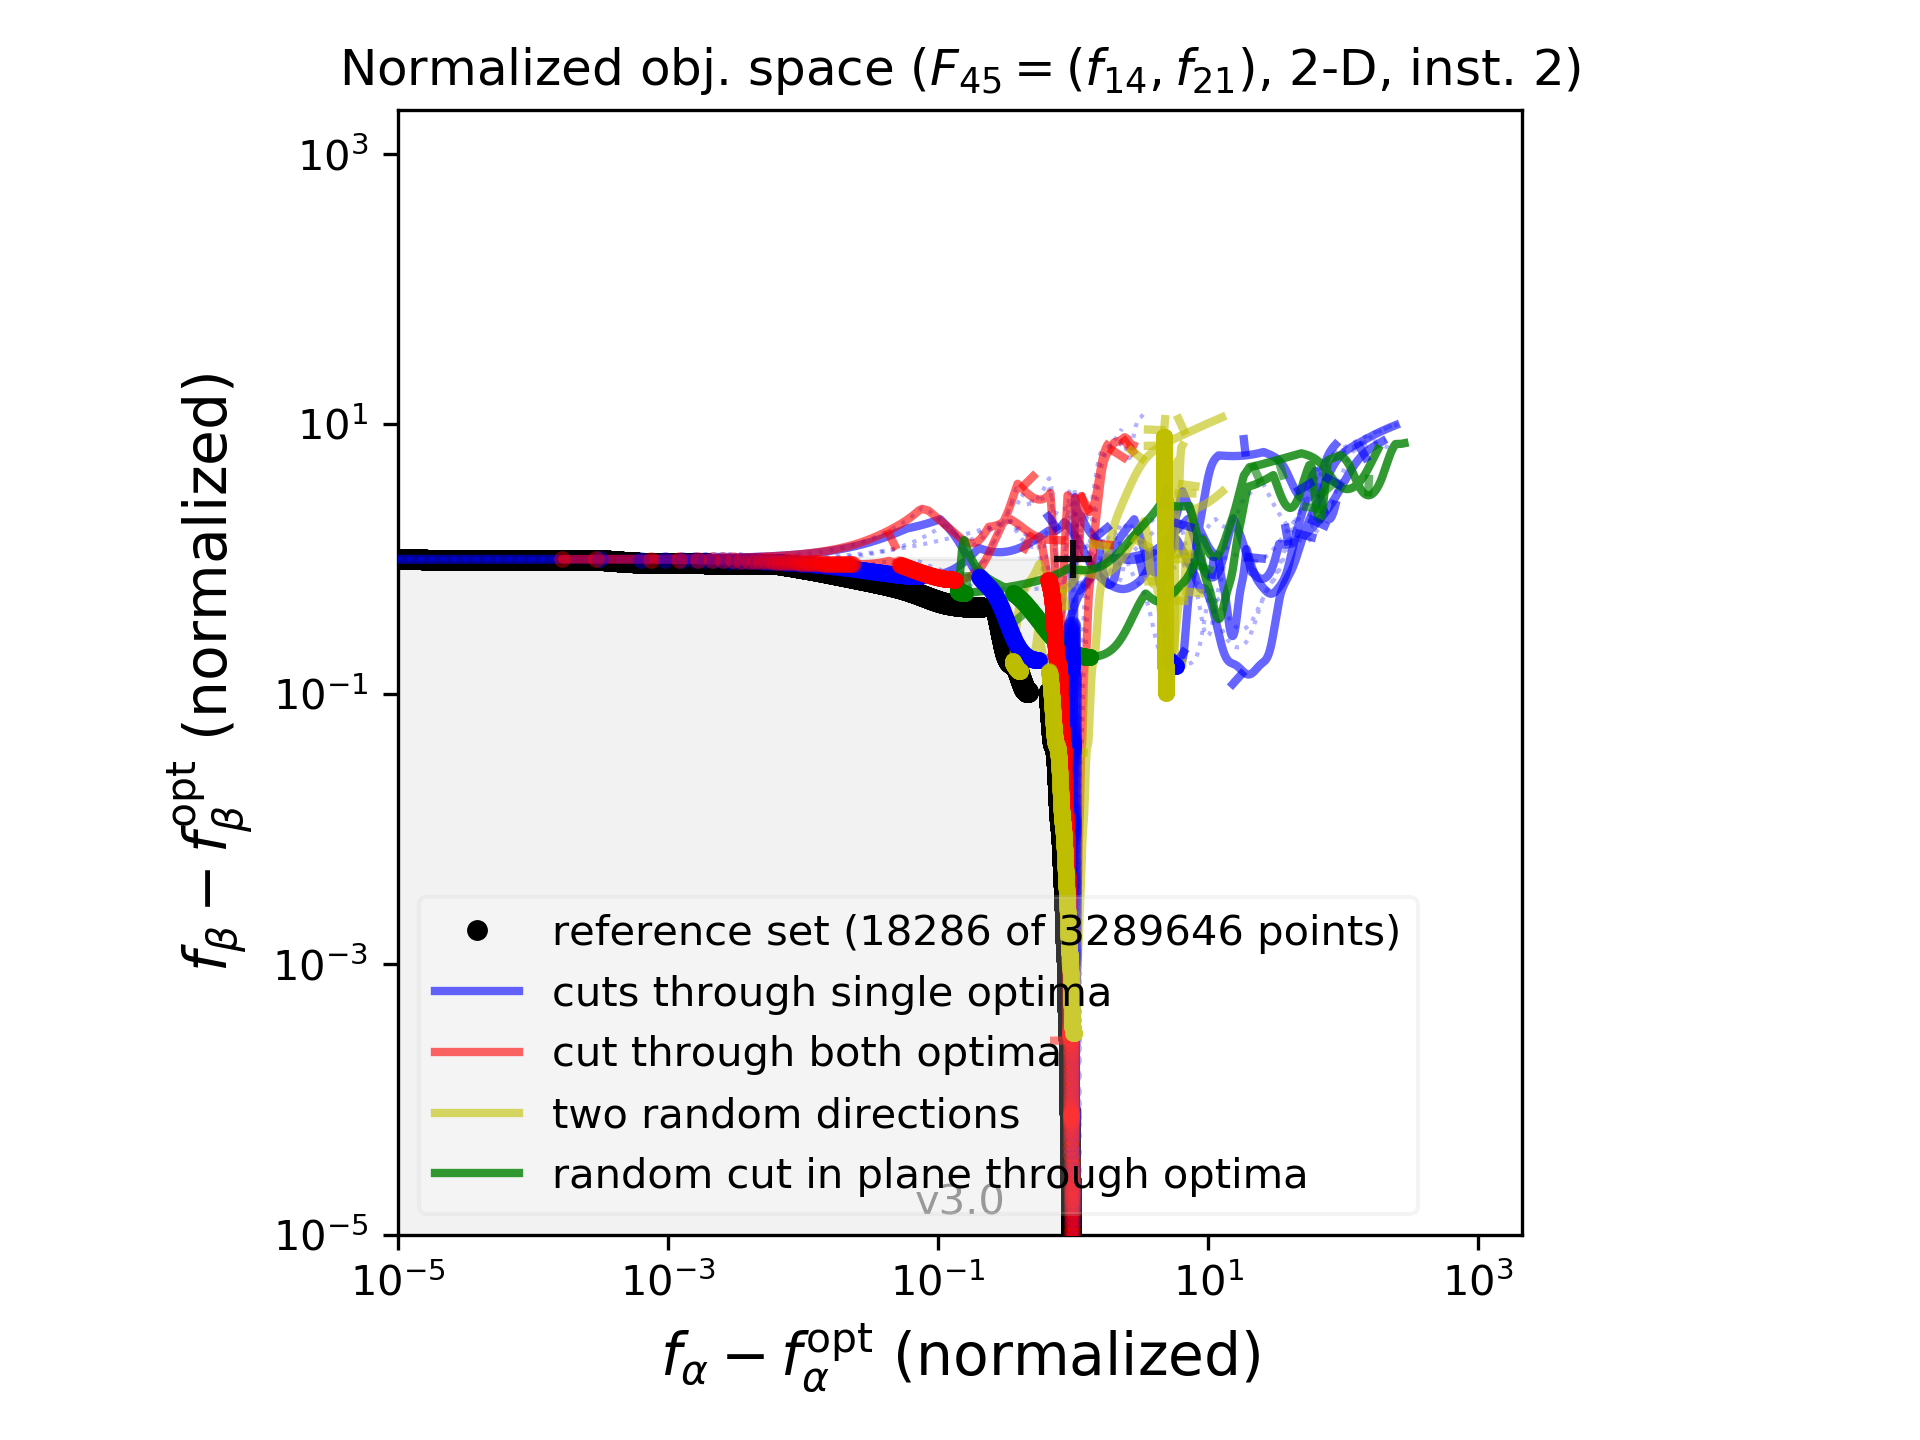 Normalized obj. space (F₄₅ = (f₁₄, f₂₁), 2-D, inst. 2)
10³
10¹
10⁻¹
10⁻³
10⁻⁵
f_β − f_β^opt (normalized)
reference set (18286 of 3289646 points)
cuts through single optima
cut through both optima
two random directions
random cut in plane through optima
v3.0
10⁻⁵ 10⁻³ 10⁻¹ 10¹ 10³
f_α − f_α^opt (normalized)